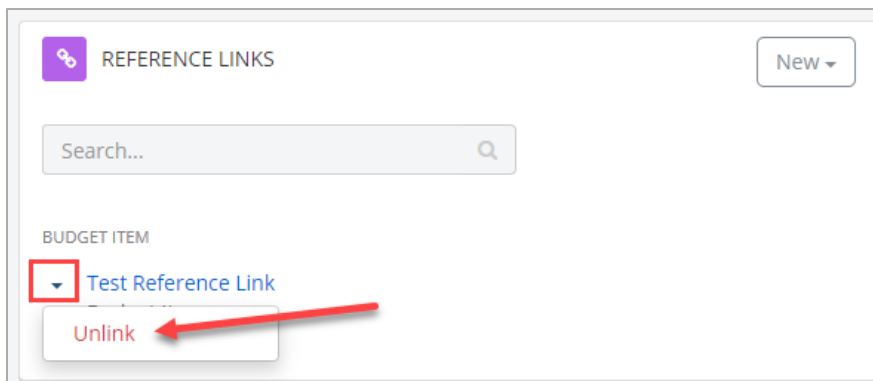 REFERENCE LINKS
New
Search...
BUDGET ITEM
Test Reference Link
Unlink